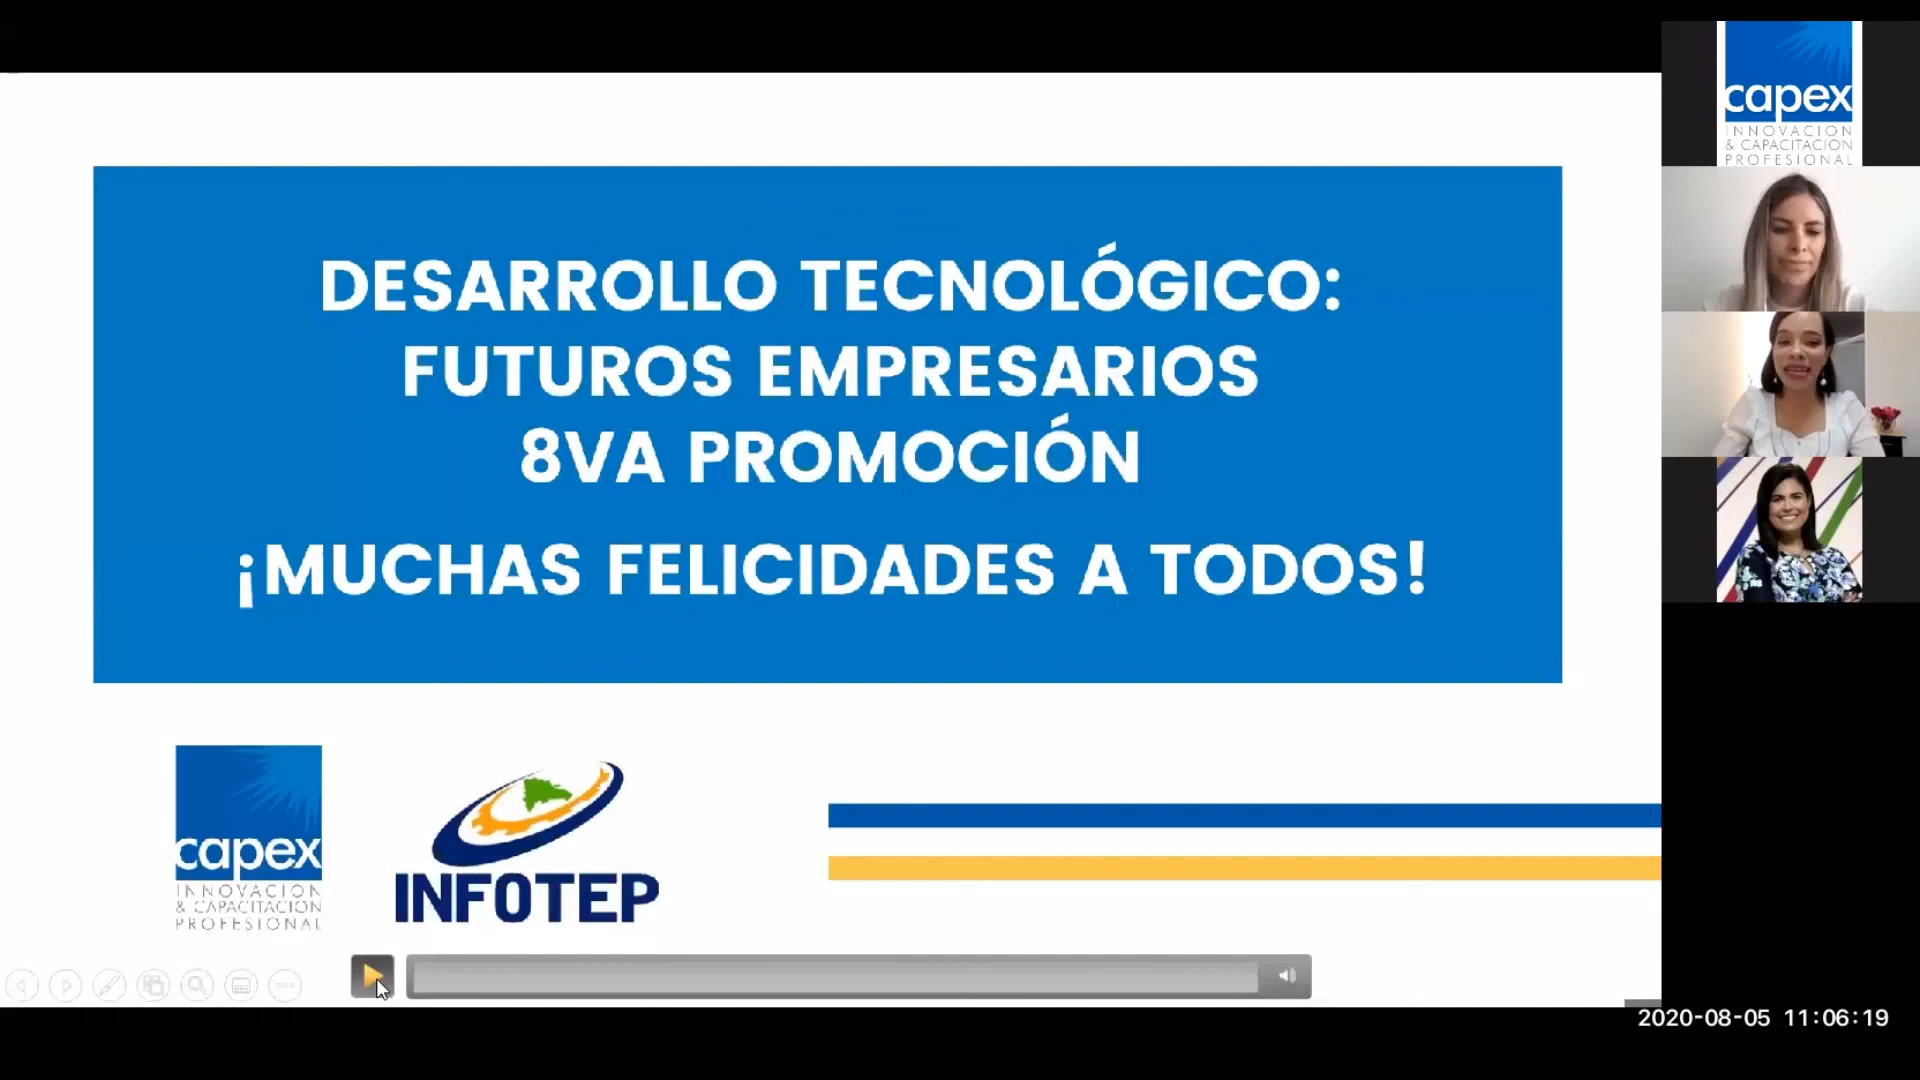 DESARROLLO TECNOLÓGICO:
FUTUROS EMPRESARIOS
8VA PROMOCIÓN
¡MUCHAS FELICIDADES A TODOS!
capex
INNOVACION
& CAPACITACION
PROFESIONAL
INFOTEP
capex
INNOVACION
& CAPACITACION
PROFESIONAL
2020-08-05 11:06:19